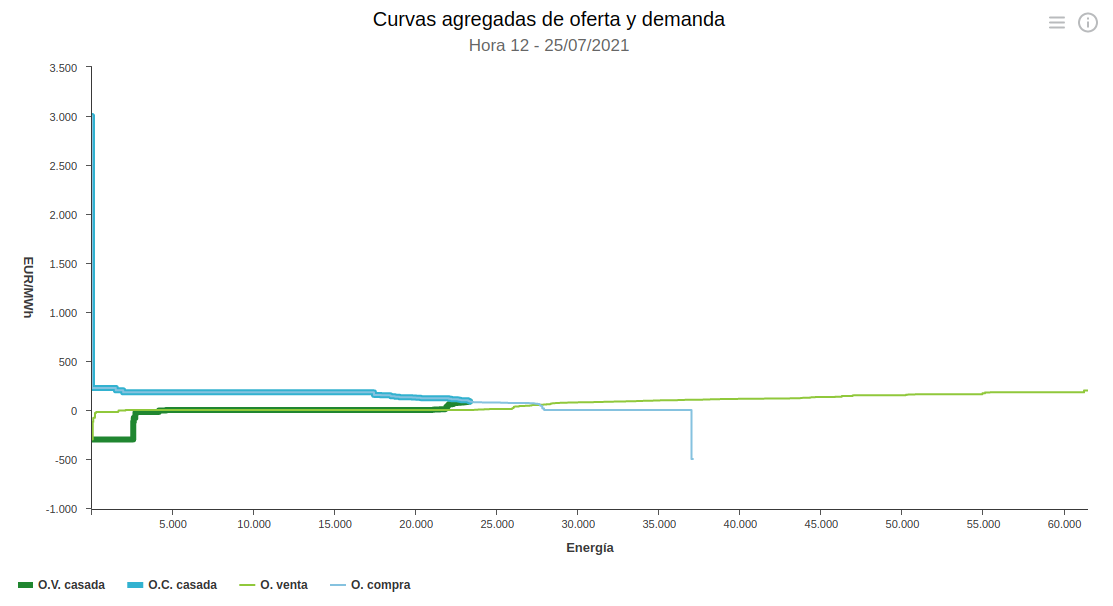 Curvas agregadas de oferta y demanda
Hora 12 - 25/07/2021
3.500
3.000
2.500
2.000
1.500
1.000
500
0
-500
-1.000
EUR/MWh
5.000 10.000 15.000 20.000 25.000 30.000 35.000 40.000 45.000 50.000 55.000 60.000
Energía
O.V. casada O.C. casada O. venta O. compra